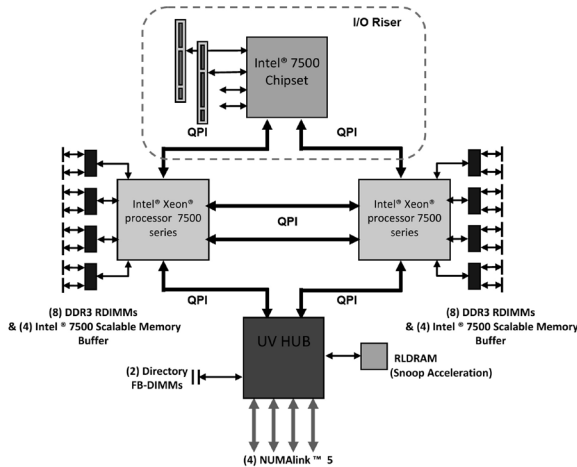 I/O Riser
Intel® 7500
Chipset
QPI
QPI
Intel® Xeon®
processor 7500
series
Intel® Xeon®
processor 7500
series
QPI
QPI
QPI
(8) DDR3 RDIMMs
& (4) Intel ® 7500 Scalable Memory
Buffer
(8) DDR3 RDIMMs
& (4) Intel ® 7500 Scalable Memory
Buffer
UV HUB
(2) Directory
FB-DIMMs
RLDRAM
(Snoop Acceleration)
(4) NUMAlink ™ 5